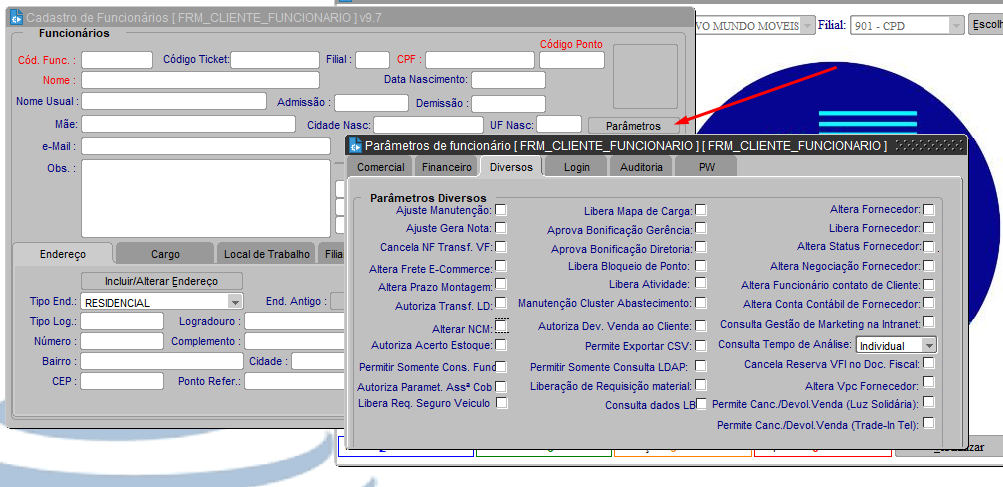 Cadastro de Funcionários [ FRM_CLIENTE_FUNCIONARIO ] v9.7
VO MUNDO MOVEIS Filial: 901 - CPD Escolh
Funcionários
Cód. Func. : Código Ticket: Filial : CPF : Código Ponto
Nome : Data Nascimento:
Nome Usual : Admissão : Demissão :
Mãe: Cidade Nasc: UF Nasc: Parâmetros
e-Mail :
Obs. :
Endereço Cargo Local de Trabalho Filia
Incluir/Alterar Endereço
Tipo End.: RESIDENCIAL End. Antigo :
Tipo Log.: Logradouro :
Número : Complemento :
Bairro : Cidade :
CEP : Ponto Refer.:
Parâmetros de funcionário [ FRM_CLIENTE_FUNCIONARIO ] [ FRM_CLIENTE_FUNCIONARIO ]
Comercial Financeiro Diversos Login Auditoria PW
Parâmetros Diversos
Ajuste Manutenção: Libera Mapa de Carga: Altera Fornecedor:
Ajuste Gera Nota: Aprova Bonificação Gerência: Libera Fornecedor:
Cancela NF Transf. VF: Aprova Bonificação Diretoria: Altera Status Fornecedor:
Altera Frete E-Commerce: Libera Bloqueio de Ponto: Altera Negociação Fornecedor:
Altera Prazo Montagem: Libera Atividade: Altera Funcionário contato de Cliente:
Autoriza Transf. LD: Manutenção Cluster Abastecimento: Altera Conta Contábil de Fornecedor:
Alterar NCM: Autoriza Dev. Venda ao Cliente: Consulta Gestão de Marketing na Intranet:
Autoriza Acerto Estoque: Permite Exportar CSV: Consulta Tempo de Análise: Individual
Permitir Somente Cons. Fund Permitir Somente Consulta LDAP: Cancela Reserva VFI no Doc. Fiscal:
Autoriza Paramet. Assª Cob Liberação de Requisição material: Altera Vpc Fornecedor:
Libera Req. Seguro Veiculo Consulta dados LB Permite Canc./Devol.Venda (Luz Solidária):
Permite Canc./Devol.Venda (Trade-In Tel):